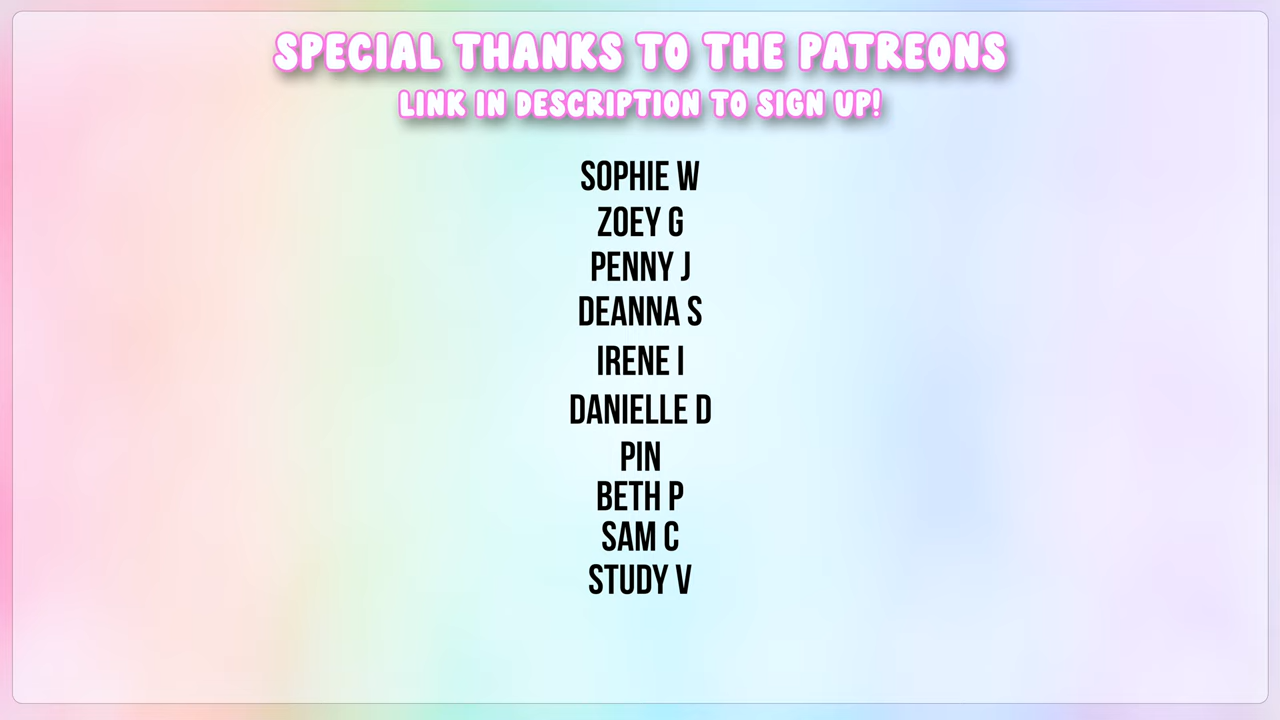 SPECIAL THANKS TO THE PATREONS
LINK IN DESCRIPTION TO SIGN UP!
SOPHIE W
ZOEY G
PENNY J
DEANNA S
IRENE I
DANIELLE D
PIN
BETH P
SAM C
STUDY V